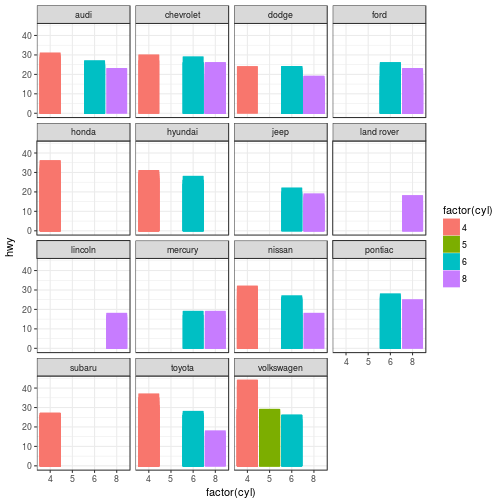 audi chevrolet dodge ford
40
30
20
10
0
honda hyundai jeep land rover
40
30
20
10
0
lincoln mercury nissan pontiac
40
30
20
10
0
4 5 6 8
subaru toyota volkswagen
40
30
20
10
0
4 5 6 8 4 5 6 8 4 5 6 8
factor(cyl)
hwy
factor(cyl)
4
5
6
8